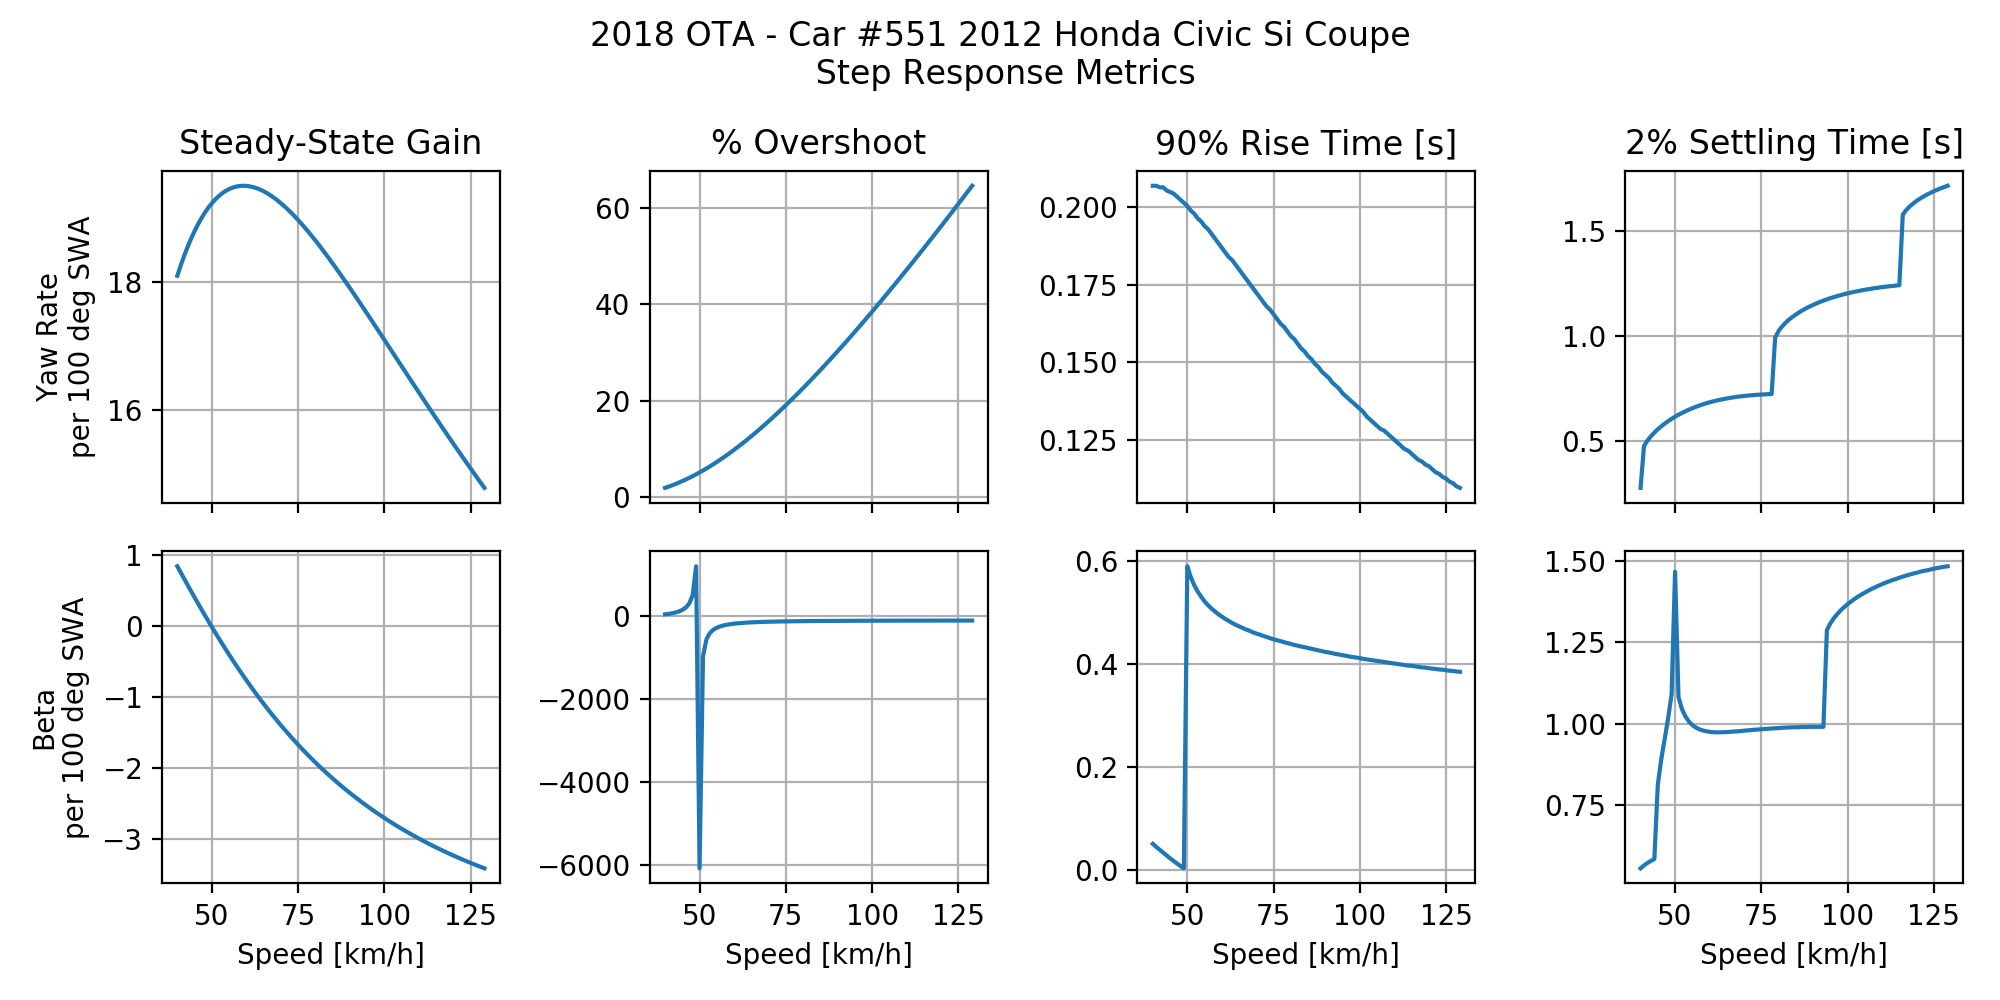 2018 OTA - Car #551 2012 Honda Civic Si Coupe
Step Response Metrics
Steady-State Gain
% Overshoot
90% Rise Time [s]
2% Settling Time [s]
Yaw Rate
per 100 deg SWA
18
16
60
40
20
0
0.200
0.175
0.150
0.125
1.5
1.0
0.5
Beta
per 100 deg SWA
1
0
−1
−2
−3
0
−2000
−4000
−6000
0.6
0.4
0.2
0.0
1.50
1.25
1.00
0.75
50 75 100 125
50 75 100 125
50 75 100 125
50 75 100 125
Speed [km/h]
Speed [km/h]
Speed [km/h]
Speed [km/h]